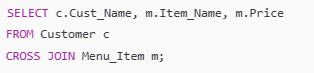 SELECT c.Cust_Name, m.Item_Name, m.Price
FROM Customer c
CROSS JOIN Menu_Item m;